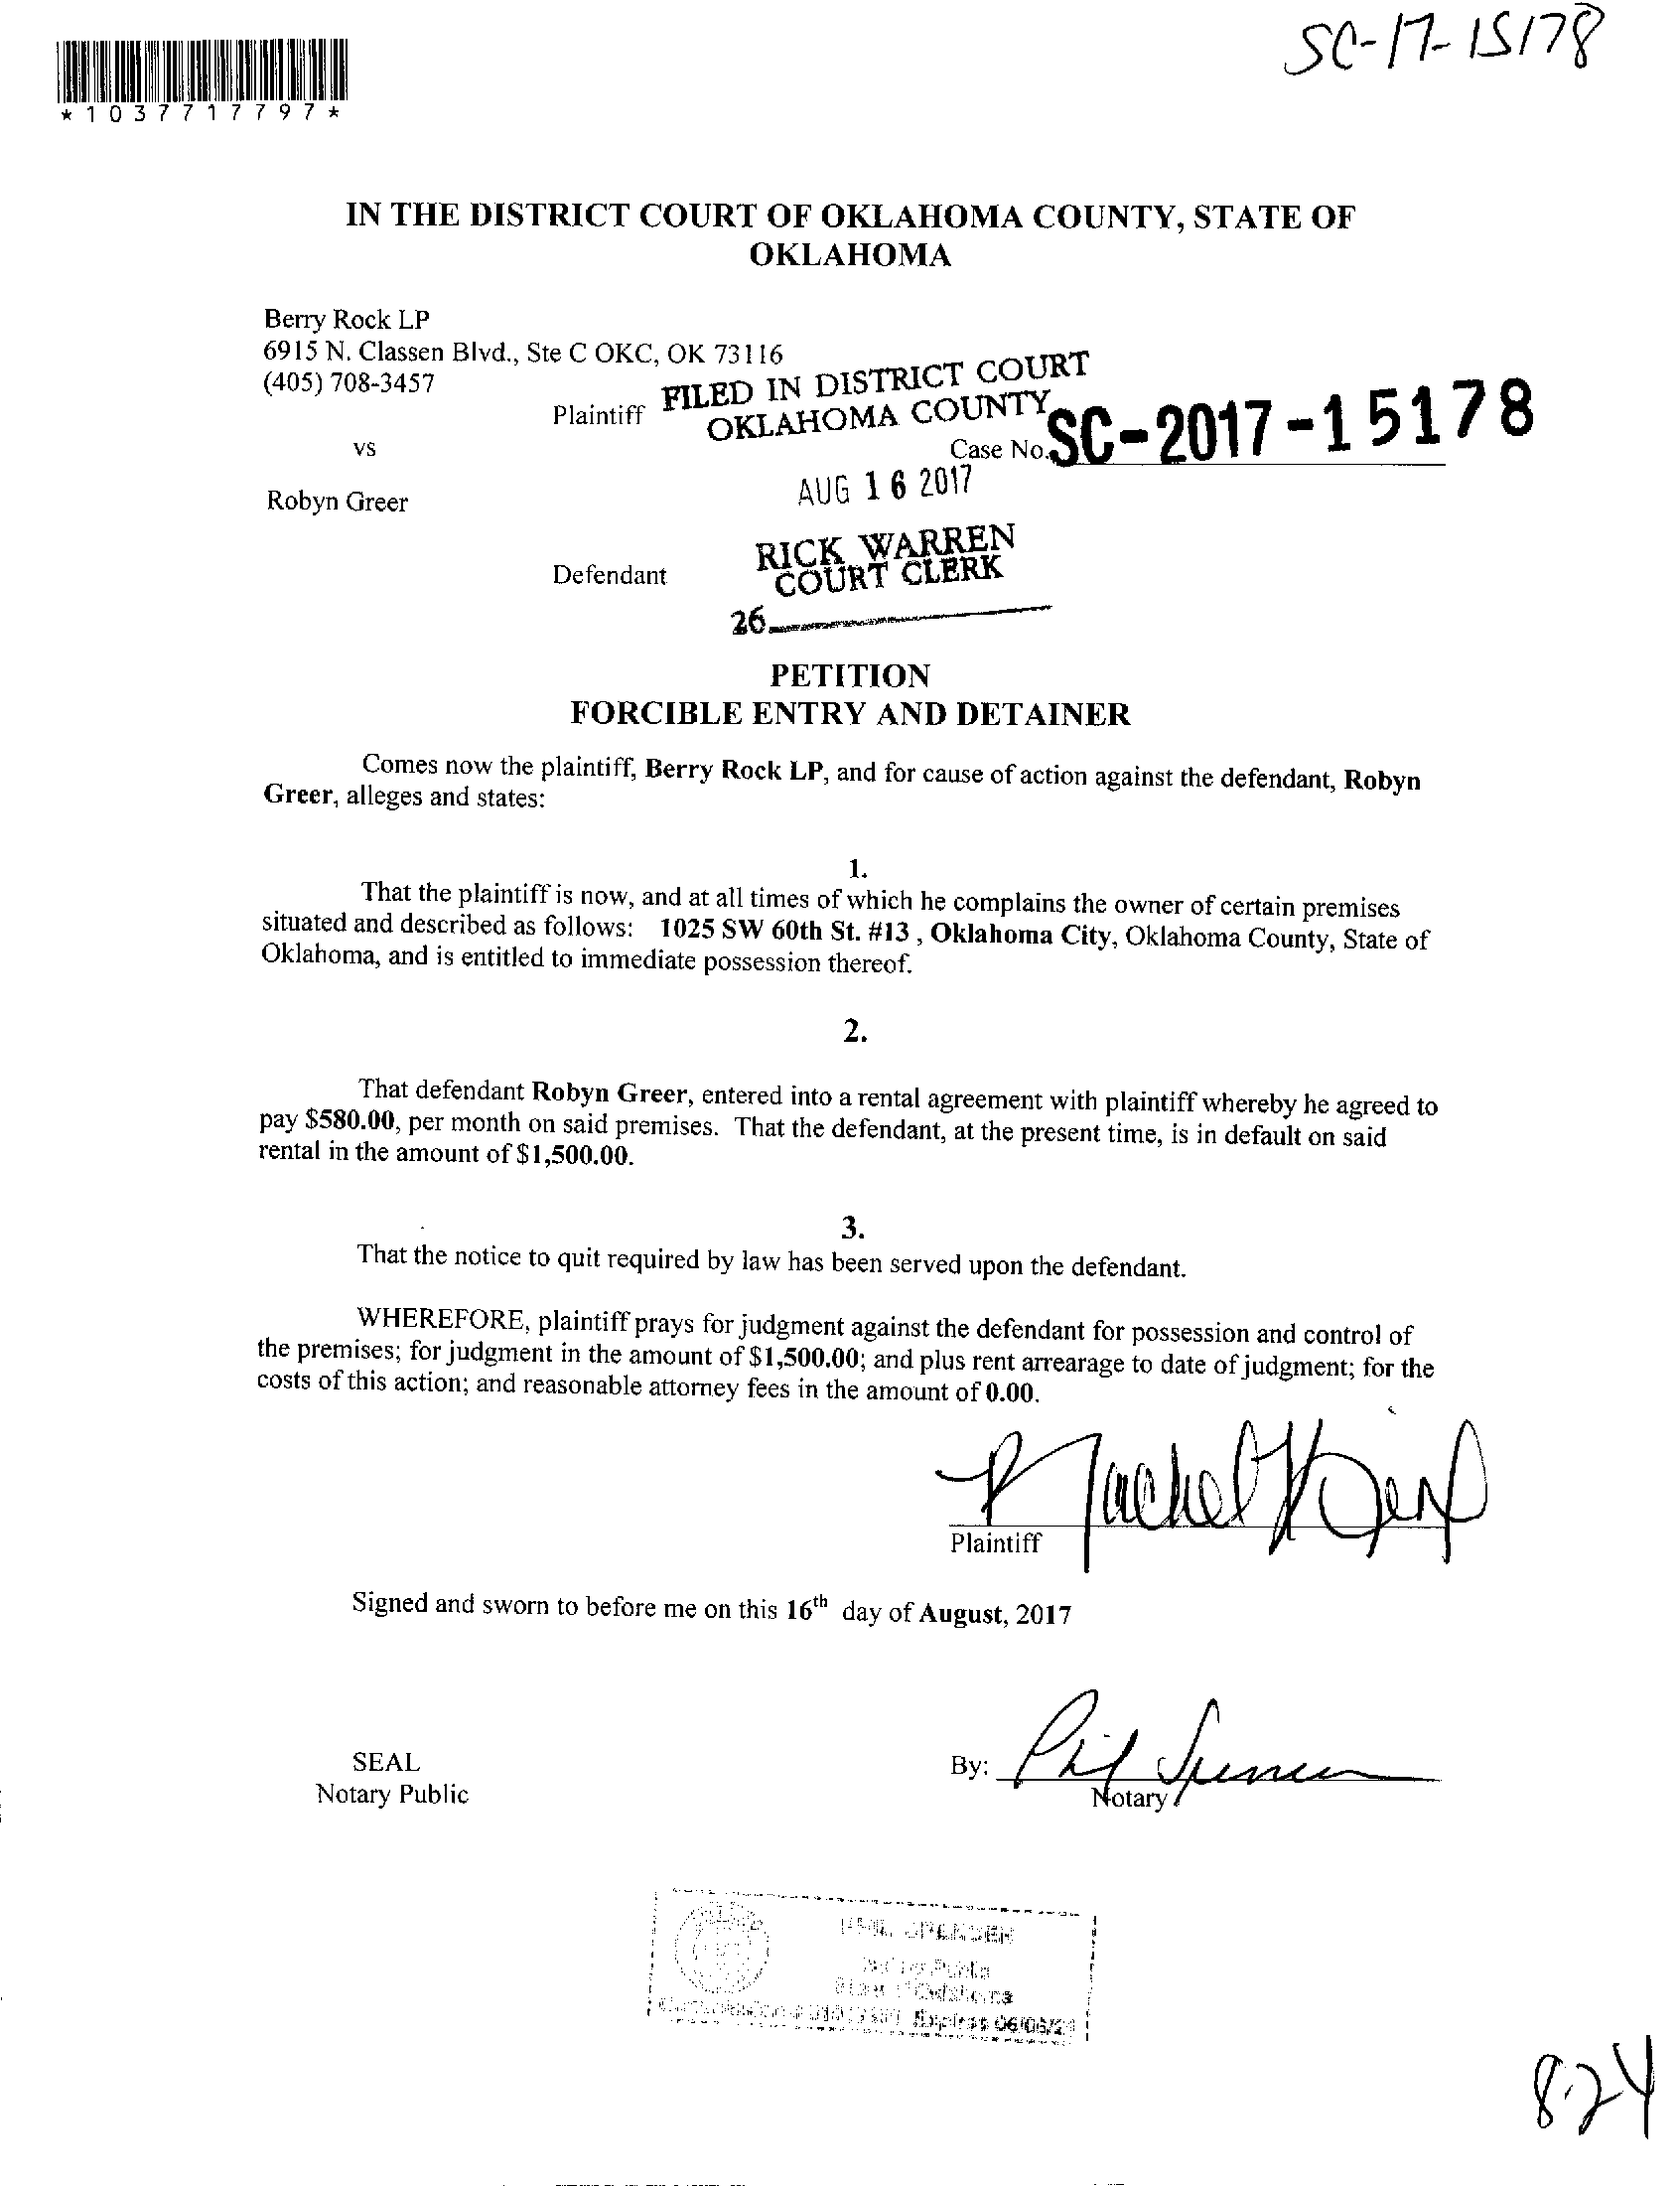 SC-17-15178
*1037717797*
IN THE DISTRICT COURT OF OKLAHOMA COUNTY, STATE OF
OKLAHOMA
Berry Rock LP
6915 N. Classen Blvd., Ste C OKC, OK 73116
(405) 708-3457
FILED IN DISTRICT COURT
Plaintiff
OKLAHOMA COUNTY
vs
Case No. SC-2017-15178
AUG 16 2017
Robyn Greer
RICK WARREN
Defendant
COURT CLERK
26
PETITION
FORCIBLE ENTRY AND DETAINER
Comes now the plaintiff, Berry Rock LP, and for cause of action against the defendant, Robyn
Greer, alleges and states:
1.
That the plaintiff is now, and at all times of which he complains the owner of certain premises
situated and described as follows: 1025 SW 60th St. #13 , Oklahoma City, Oklahoma County, State of
Oklahoma, and is entitled to immediate possession thereof.
2.
That defendant Robyn Greer, entered into a rental agreement with plaintiff whereby he agreed to
pay $580.00, per month on said premises. That the defendant, at the present time, is in default on said
rental in the amount of $1,500.00.
3.
That the notice to quit required by law has been served upon the defendant.
WHEREFORE, plaintiff prays for judgment against the defendant for possession and control of
the premises; for judgment in the amount of $1,500.00; and plus rent arrearage to date of judgment; for the
costs of this action; and reasonable attorney fees in the amount of 0.00.
Rachel
Plaintiff
Signed and sworn to before me on this 16th day of August, 2017
SEAL
By: Phil Spencer
Notary Public
Notary
PHIL SPENCER
Notary Public
State of Oklahoma
Expires
8-24